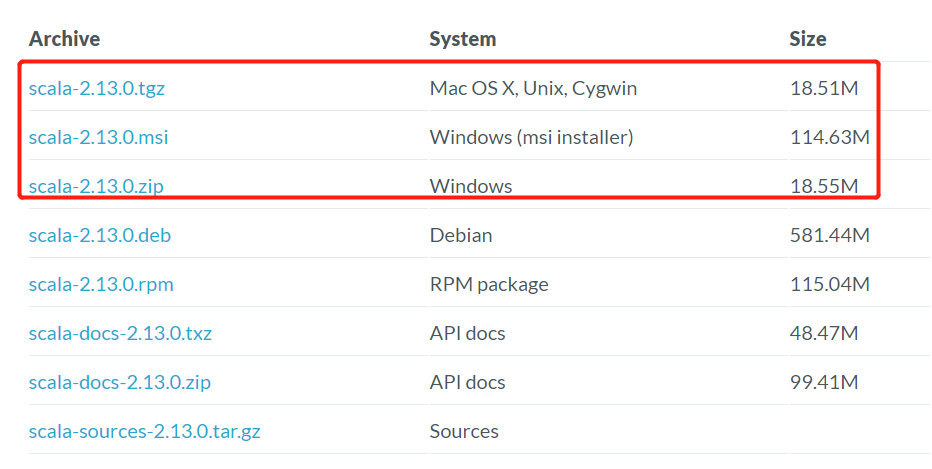 Archive System Size
scala-2.13.0.tgz Mac OS X, Unix, Cygwin 18.51M
scala-2.13.0.msi Windows (msi installer) 114.63M
scala-2.13.0.zip Windows 18.55M
scala-2.13.0.deb Debian 581.44M
scala-2.13.0.rpm RPM package 115.04M
scala-docs-2.13.0.txz API docs 48.47M
scala-docs-2.13.0.zip API docs 99.41M
scala-sources-2.13.0.tar.gz Sources